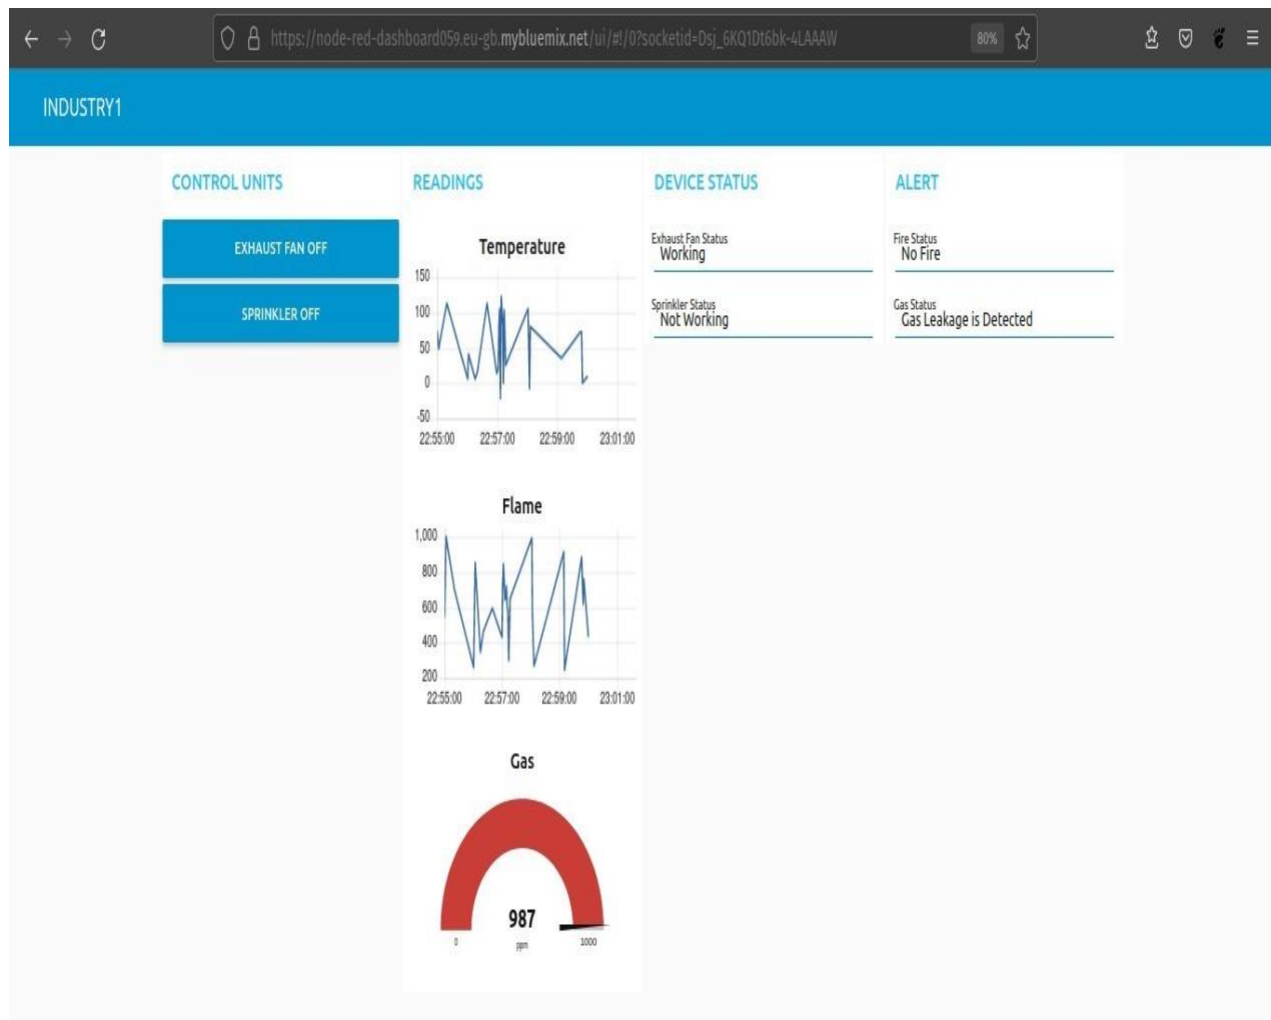 https://node-red-dashboard059.eu-gb.mybluemix.net/ui/#!/0?socketid=Dsj_6KQ1Dt6bk-4LAAAW
80%
INDUSTRY1
CONTROL UNITS
EXHAUST FAN OFF
SPRINKLER OFF
READINGS
Temperature
150
100
50
0
-50
22:55:00 22:57:00 22:59:00 23:01:00
Flame
1,000
800
600
400
200
22:55:00 22:57:00 22:59:00 23:01:00
Gas
987
ppm
0 1000
DEVICE STATUS
Exhaust Fan Status
Working
Sprinkler Status
Not Working
ALERT
Fire Status
No Fire
Gas Status
Gas Leakage is Detected